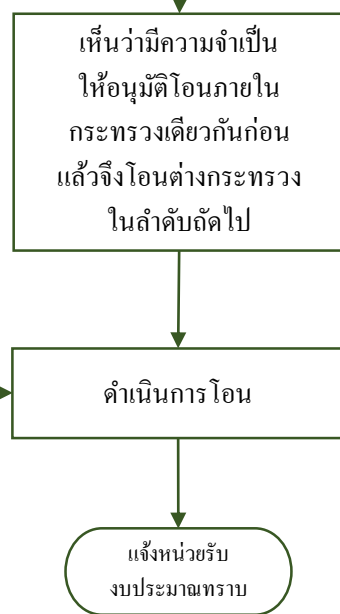 เห็นว่ามีความจำเป็น
ให้อนุมัติโอนภายใน
กระทรวงเดียวกันก่อน
แล้วจึงโอนต่างกระทรวง
ในลำดับถัดไป
ดำเนินการโอน
แจ้งหน่วยรับ
งบประมาณทราบ